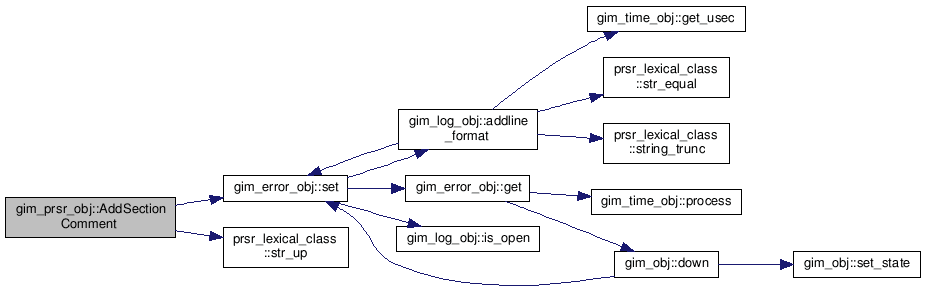 gim_time_obj::get_usec
prsr_lexical_class
::str_equal
gim_log_obj::addline
_format
prsr_lexical_class
::string_trunc
gim_error_obj::set
gim_error_obj::get
gim_time_obj::process
gim_prsr_obj::AddSection
Comment
prsr_lexical_class
::str_up
gim_log_obj::is_open
gim_obj::down
gim_obj::set_state